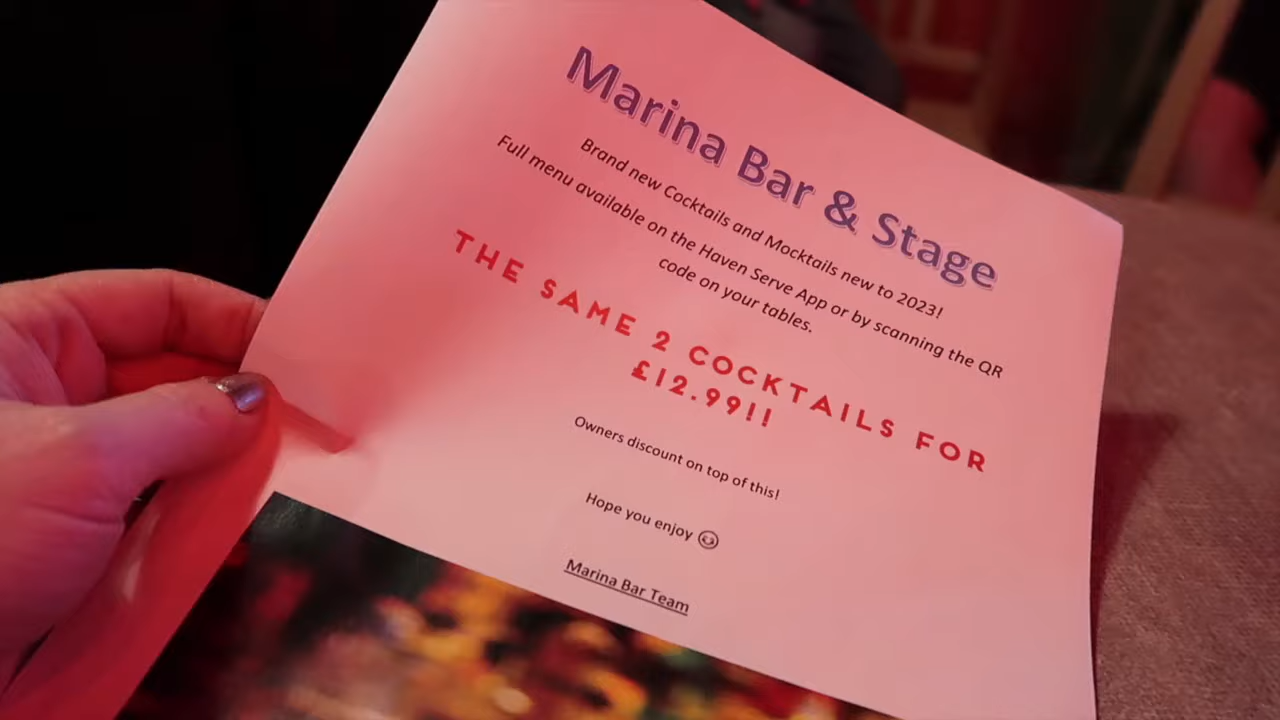 Marina Bar & Stage
Brand new Cocktails and Mocktails new to 2023!
Full menu available on the Haven Serve App or by scanning the QR
code on your tables.
THE SAME 2 COCKTAILS FOR
£12.99!!
Owners discount on top of this!
Hope you enjoy ☺
Marina Bar Team